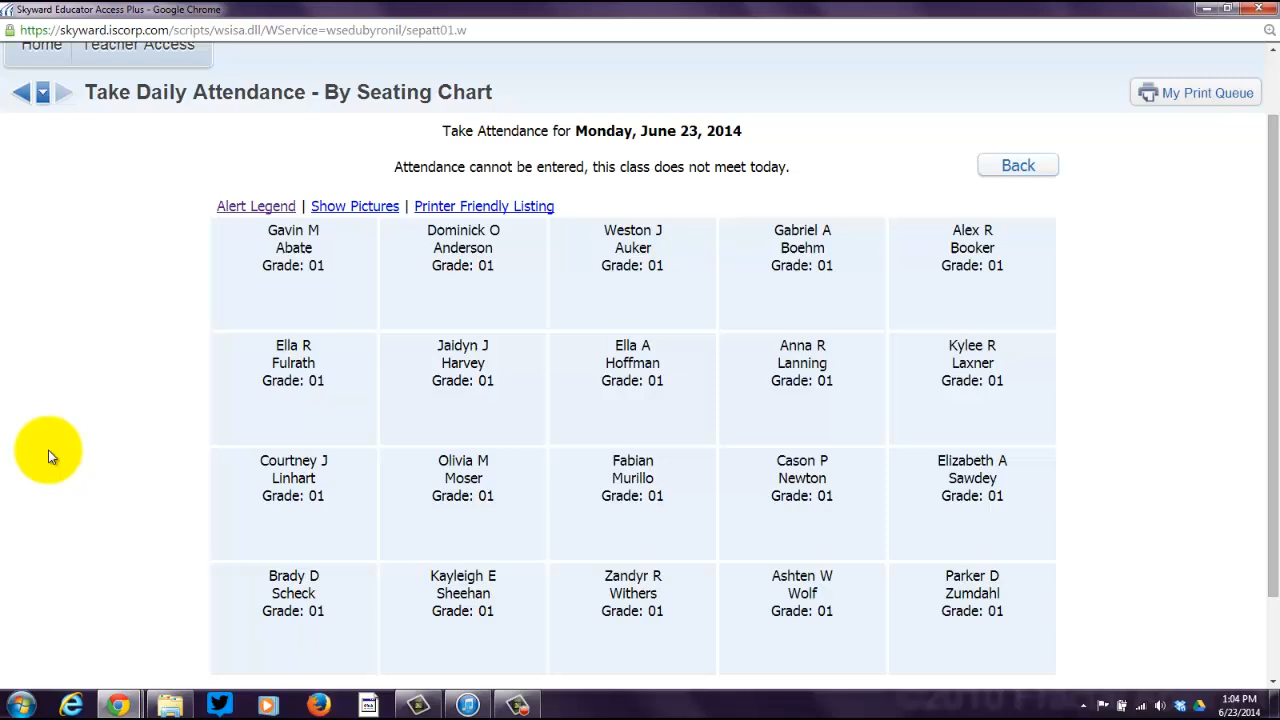 Skyward Educator Access Plus - Google Chrome
https://skyward.iscorp.com/scripts/wsisa.dll/WService=wsedubyronil/sepatt01.w
Home Teacher Access
Take Daily Attendance - By Seating Chart
My Print Queue
Take Attendance for Monday, June 23, 2014
Attendance cannot be entered, this class does not meet today.
Back
Alert Legend | Show Pictures | Printer Friendly Listing
Gavin M Dominick O Weston J Gabriel A Alex R
Abate Anderson Auker Boehm Booker
Grade: 01 Grade: 01 Grade: 01 Grade: 01 Grade: 01
Ella R Jaidyn J Ella A Anna R Kylee R
Fulrath Harvey Hoffman Lanning Laxner
Grade: 01 Grade: 01 Grade: 01 Grade: 01 Grade: 01
Courtney J Olivia M Fabian Cason P Elizabeth A
Linhart Moser Murillo Newton Sawdey
Grade: 01 Grade: 01 Grade: 01 Grade: 01 Grade: 01
Brady D Kayleigh E Zandyr R Ashten W Parker D
Scheck Sheehan Withers Wolf Zumdahl
Grade: 01 Grade: 01 Grade: 01 Grade: 01 Grade: 01
1:04 PM
6/23/2014